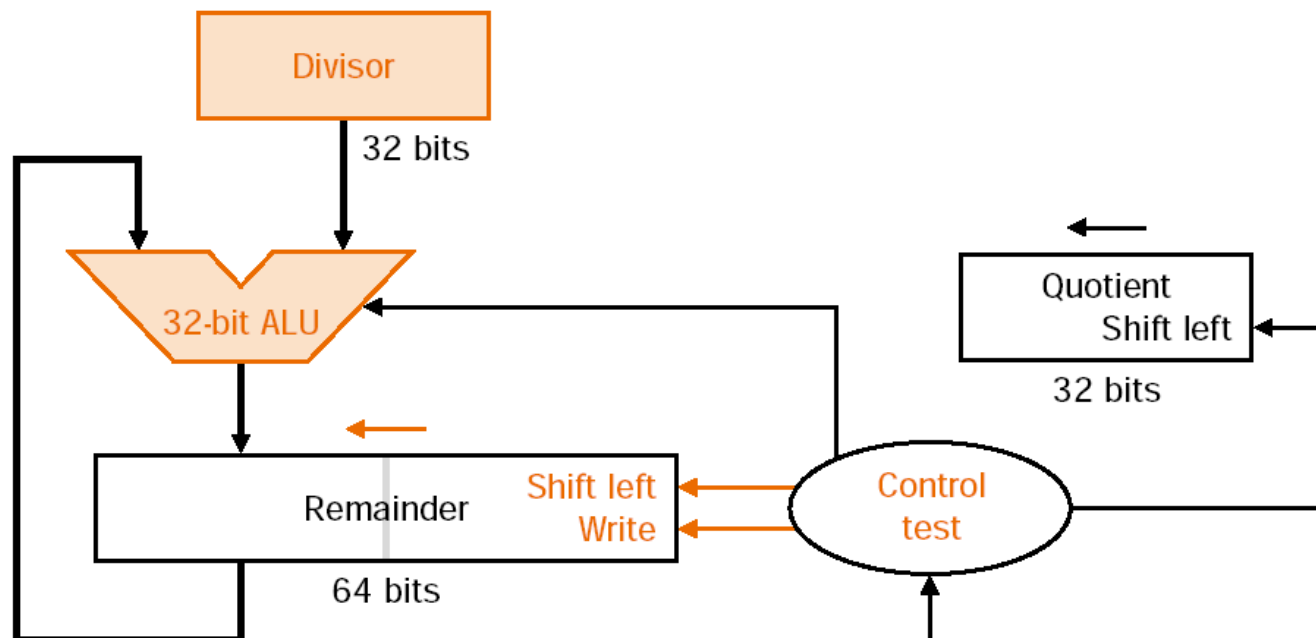 Divisor
32 bits
32-bit ALU
Quotient
Shift left
32 bits
Remainder
Shift left
Write
64 bits
Control
test